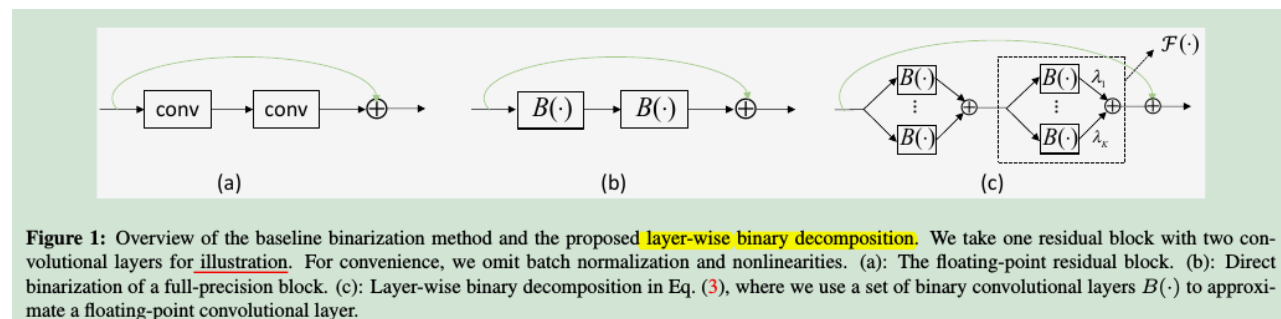 ℱ(·)
conv conv ⊕
B(·) B(·) ⊕
B(·) B(·) λ₁
⋮ ⊕ ⋮ ⊕ ⊕
B(·) B(·) λ_K
(a) (b) (c)
Figure 1: Overview of the baseline binarization method and the proposed layer-wise binary decomposition. We take one residual block with two con-
volutional layers for illustration. For convenience, we omit batch normalization and nonlinearities. (a): The floating-point residual block. (b): Direct
binarization of a full-precision block. (c): Layer-wise binary decomposition in Eq. (3), where we use a set of binary convolutional layers B(·) to approxi-
mate a floating-point convolutional layer.